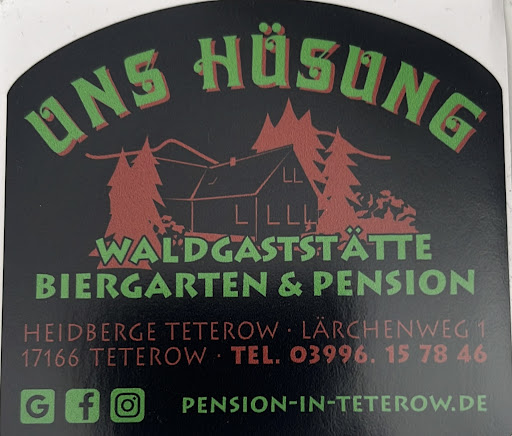 UNS HÜSUNG
WALDGASTSTÄTTE
BIERGARTEN & PENSION
HEIDBERGE TETEROW · LÄRCHENWEG 1
17166 TETEROW · TEL. 03996. 15 78 46
G f PENSION-IN-TETEROW.DE